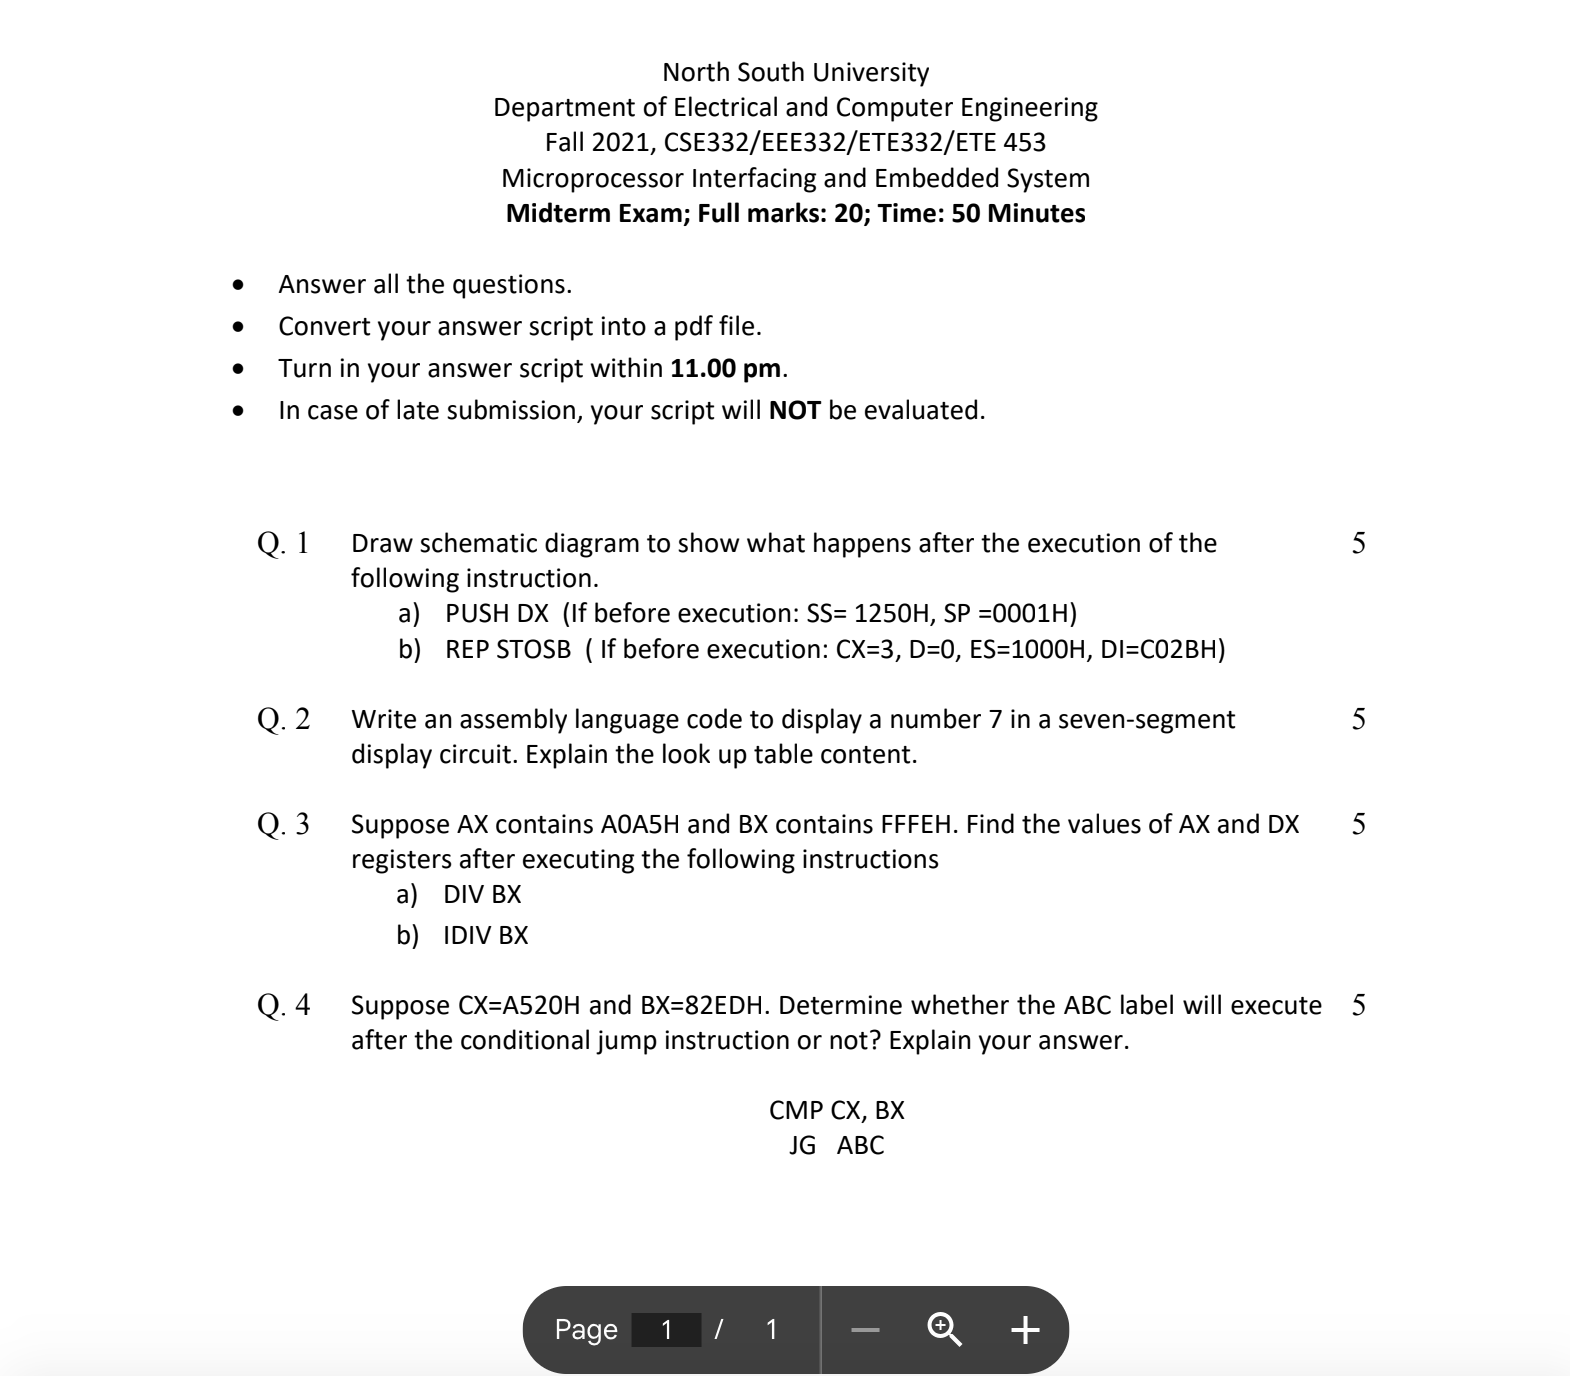 North South University
Department of Electrical and Computer Engineering
Fall 2021, CSE332/EEE332/ETE332/ETE 453
Microprocessor Interfacing and Embedded System
Midterm Exam; Full marks: 20; Time: 50 Minutes
• Answer all the questions.
• Convert your answer script into a pdf file.
• Turn in your answer script within 11.00 pm.
• In case of late submission, your script will NOT be evaluated.
Q. 1 Draw schematic diagram to show what happens after the execution of the 5
following instruction.
a) PUSH DX (If before execution: SS= 1250H, SP =0001H)
b) REP STOSB ( If before execution: CX=3, D=0, ES=1000H, DI=C02BH)
Q. 2 Write an assembly language code to display a number 7 in a seven-segment 5
display circuit. Explain the look up table content.
Q. 3 Suppose AX contains A0A5H and BX contains FFFEH. Find the values of AX and DX 5
registers after executing the following instructions
a) DIV BX
b) IDIV BX
Q. 4 Suppose CX=A520H and BX=82EDH. Determine whether the ABC label will execute 5
after the conditional jump instruction or not? Explain your answer.
CMP CX, BX
JG ABC
Page 1 / 1